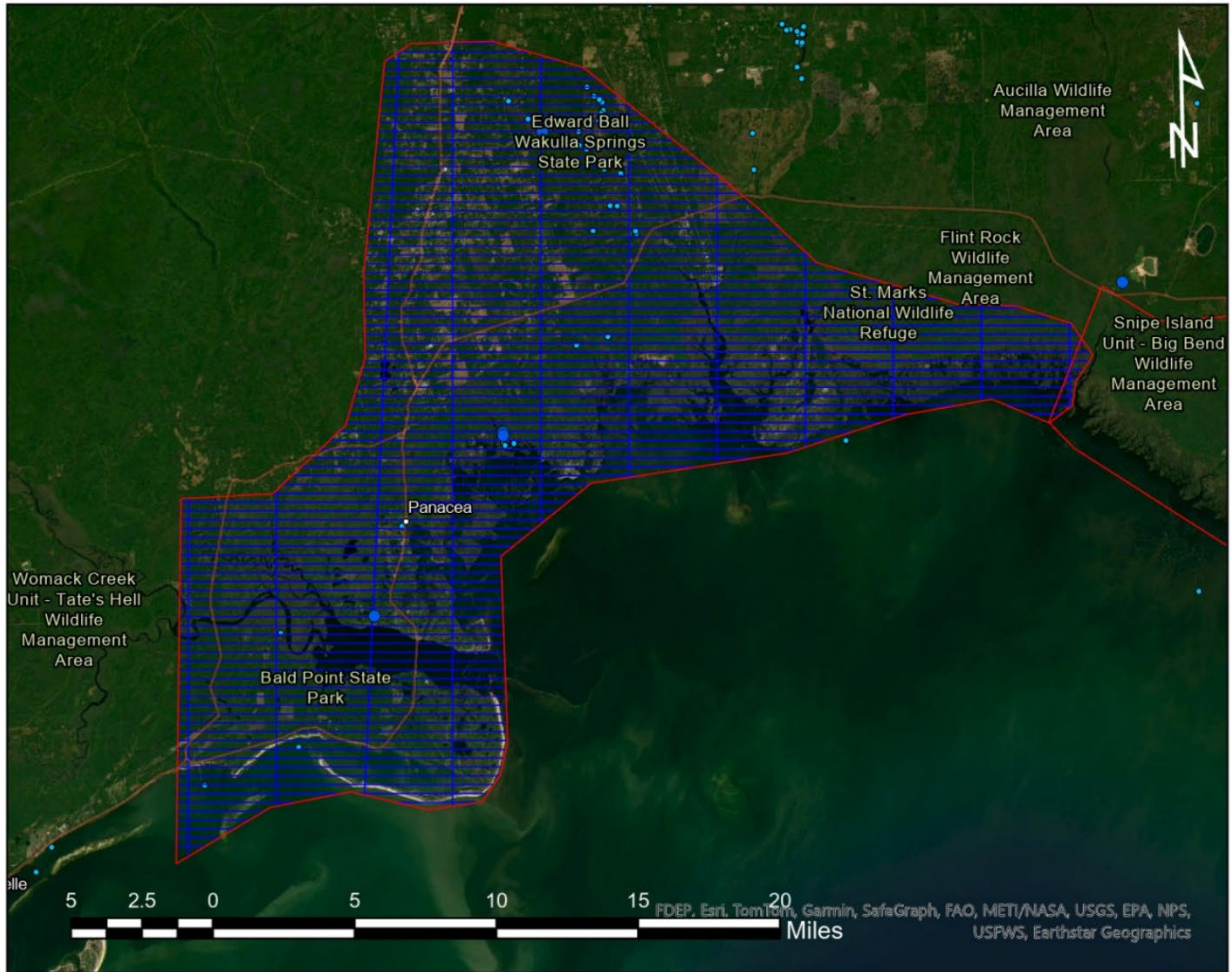 Aucilla Wildlife
Management
Area
N
Edward Ball
Wakulla Springs
State Park
Flint Rock
Wildlife
Management
Area
St. Marks
National Wildlife
Refuge
Snipe Island
Unit - Big Bend
Wildlife
Management
Area
Panacea
Womack Creek
Unit - Tate's Hell
Wildlife
Management
Area
Bald Point State
Park
elle
5 2.5 0 5 10 15 20
Miles
FDEP, Esri, TomTom, Garmin, SafeGraph, FAO, METI/NASA, USGS, EPA, NPS,
USFWS, Earthstar Geographics